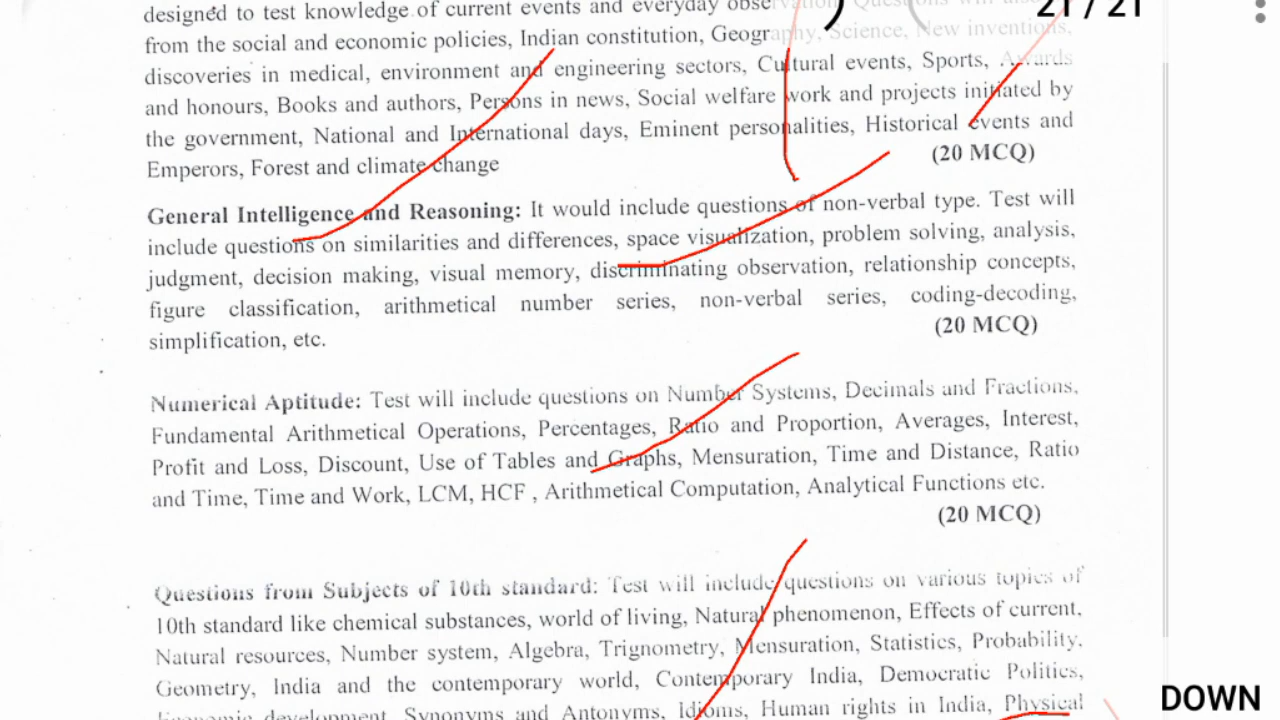 designed to test knowledge of current events and everyday observation Questions will also
from the social and economic policies, Indian constitution, Geography, Science, New inventions,
discoveries in medical, environment and engineering sectors, Cultural events, Sports, Awards
and honours, Books and authors, Persons in news, Social welfare work and projects initiated by
the government, National and International days, Eminent personalities, Historical events and
Emperors, Forest and climate change
(20 MCQ)
General Intelligence and Reasoning: It would include questions of non-verbal type. Test will
include questions on similarities and differences, space visualization, problem solving, analysis,
judgment, decision making, visual memory, discriminating observation, relationship concepts,
figure classification, arithmetical number series, non-verbal series, coding-decoding,
simplification, etc.
(20 MCQ)
Numerical Aptitude: Test will include questions on Number Systems, Decimals and Fractions,
Fundamental Arithmetical Operations, Percentages, Ratio and Proportion, Averages, Interest,
Profit and Loss, Discount, Use of Tables and Graphs, Mensuration, Time and Distance, Ratio
and Time, Time and Work, LCM, HCF , Arithmetical Computation, Analytical Functions etc.
(20 MCQ)
Questions from Subjects of 10th standard: Test will include questions on various topics of
10th standard like chemical substances, world of living, Natural phenomenon, Effects of current,
Natural resources, Number system, Algebra, Trignometry, Mensuration, Statistics, Probability.
Geometry, India and the contemporary world, Contemporary India, Democratic Politics,
Economic development, Synonyms and Antonyms, Idioms, Human rights in India, Physical
21 / 21
DOWN